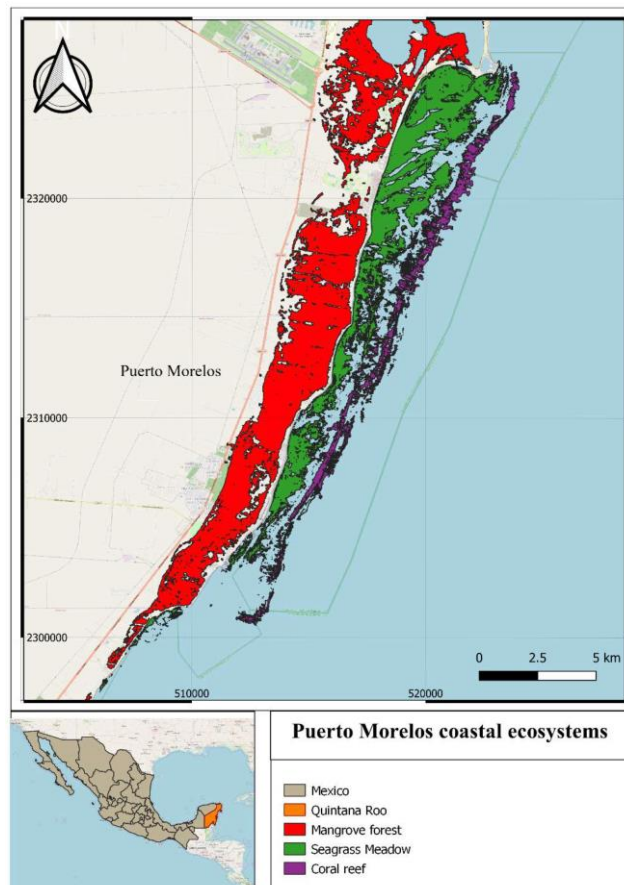 N
2320000
Puerto Morelos
2310000
2300000
0 2.5 5 km
510000 520000
Puerto Morelos coastal ecosystems
Mexico
Quintana Roo
Mangrove forest
Seagrass Meadow
Coral reef